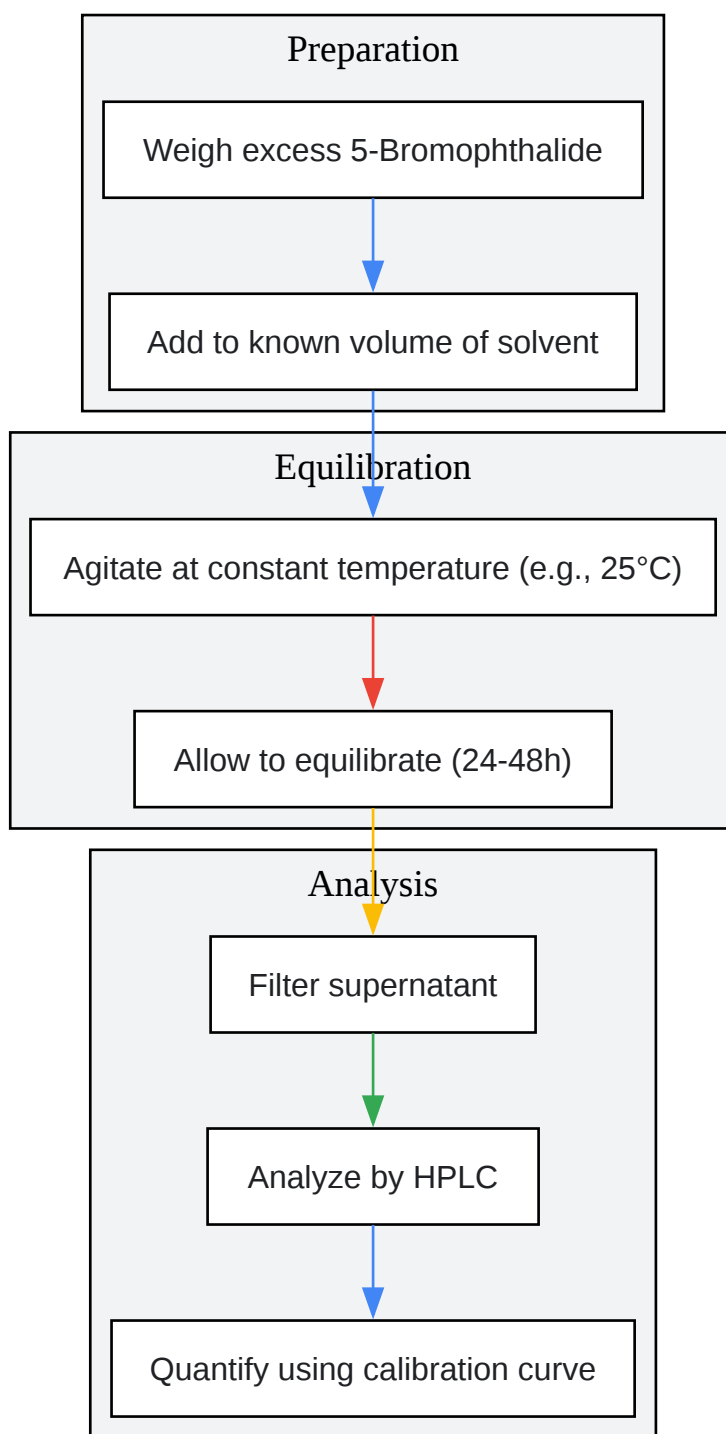 Preparation
Weigh excess 5-Bromophthalide
Add to known volume of solvent
Equilibration
Agitate at constant temperature (e.g., 25°C)
Allow to equilibrate (24-48h)
Analysis
Filter supernatant
Analyze by HPLC
Quantify using calibration curve